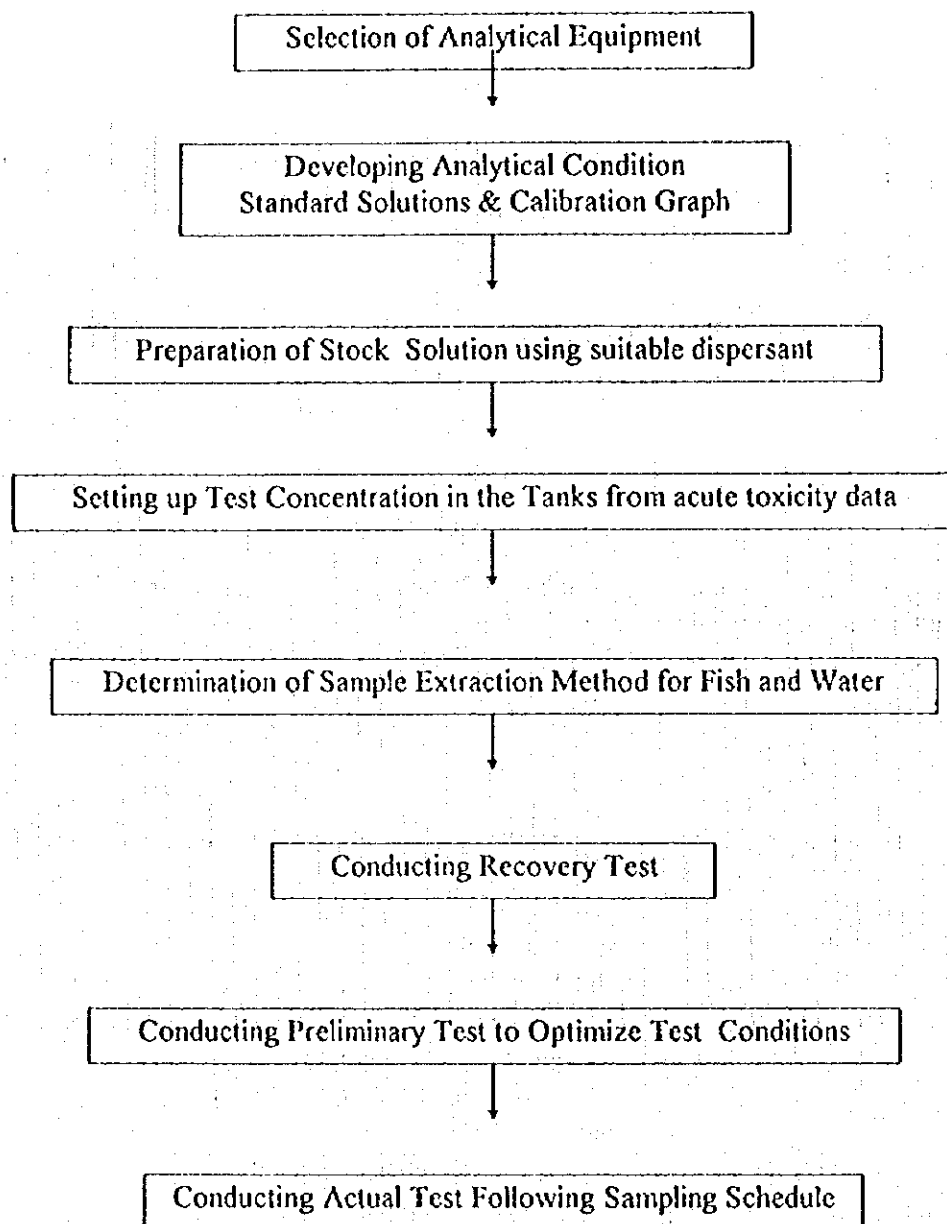 Selection of Analytical Equipment
Developing Analytical Condition
Standard Solutions & Calibration Graph
Preparation of Stock Solution using suitable dispersant
Setting up Test Concentration in the Tanks from acute toxicity data
Determination of Sample Extraction Method for Fish and Water
Conducting Recovery Test
Conducting Preliminary Test to Optimize Test Conditions
Conducting Actual Test Following Sampling Schedule